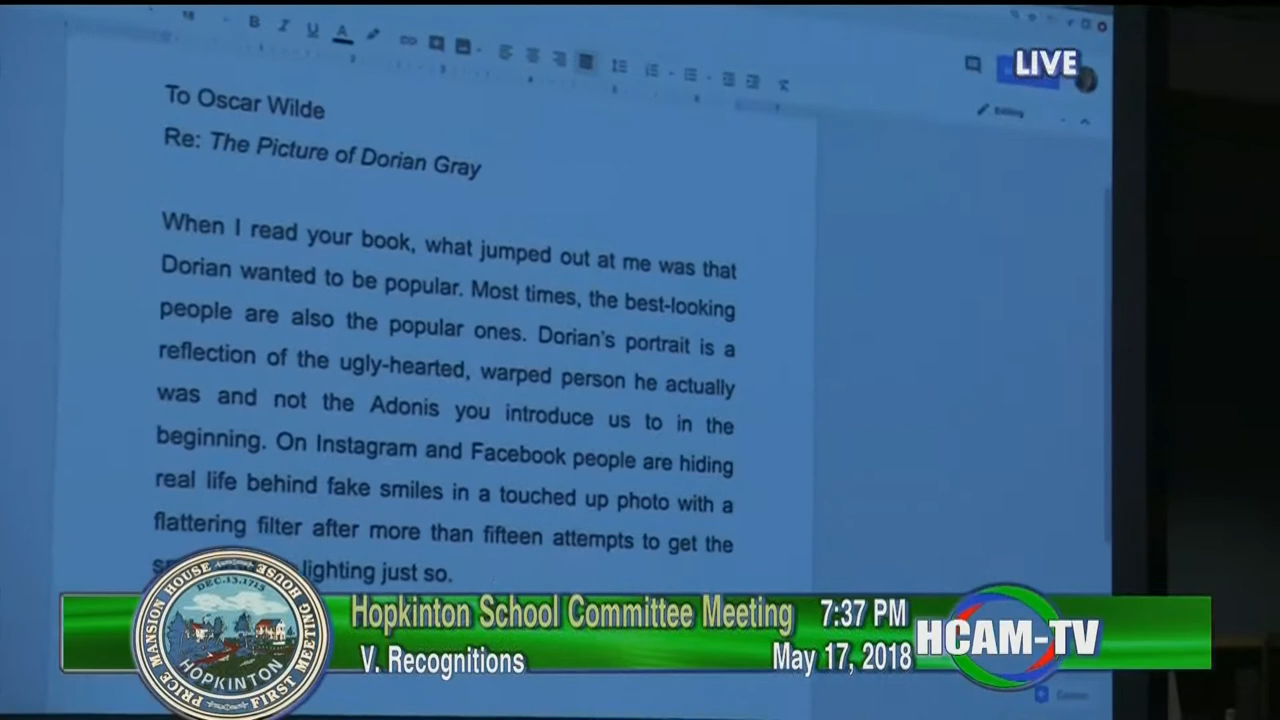 LIVE
To Oscar Wilde
Re: The Picture of Dorian Gray
When I read your book, what jumped out at me was that
Dorian wanted to be popular. Most times, the best-looking
people are also the popular ones. Dorian's portrait is a
reflection of the ugly-hearted, warped person he actually
was and not the Adonis you introduce us to in the
beginning. On Instagram and Facebook people are hiding
real life behind fake smiles in a touched up photo with a
flattering filter after more than fifteen attempts to get the
lighting just so.
Editing
Hopkinton School Committee Meeting 7:37 PM
V. Recognitions May 17, 2018
HCAM-TV
PRICE MANSION HOUSE
FIRST MEETING HOUSE
DEC.13.1715
HOPKINTON